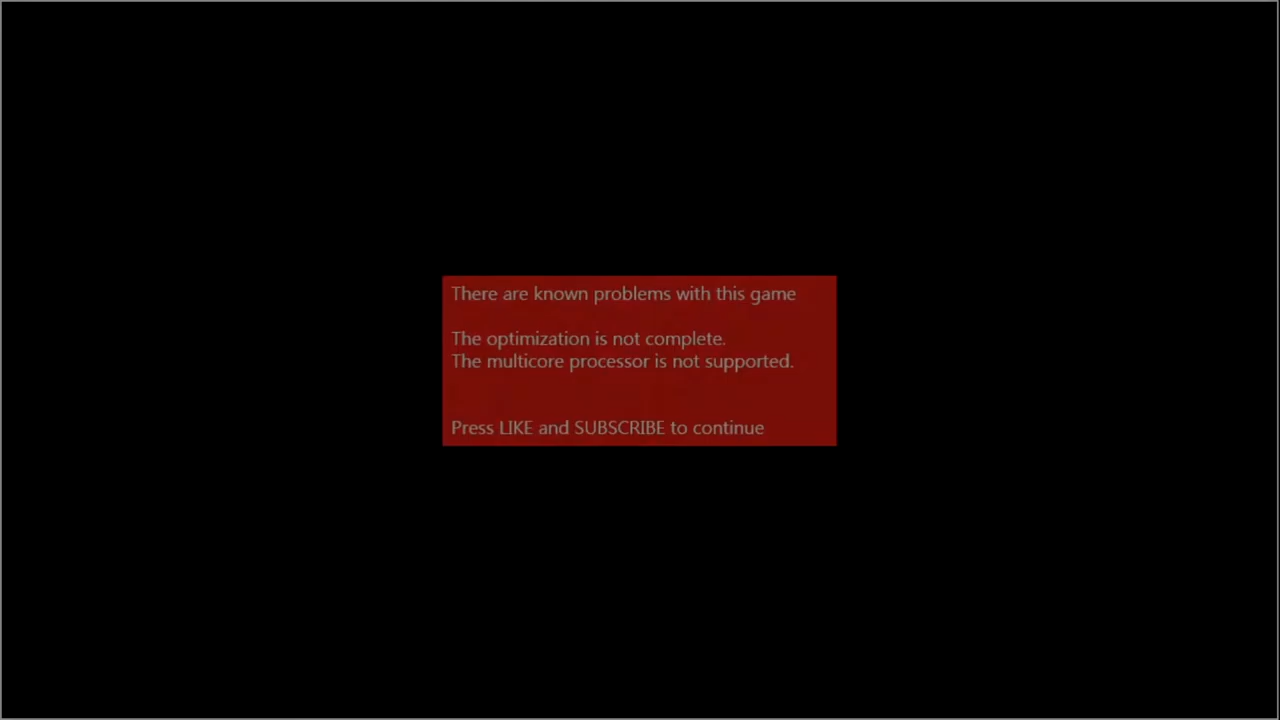 There are known problems with this game
The optimization is not complete.
The multicore processor is not supported.
Press LIKE and SUBSCRIBE to continue